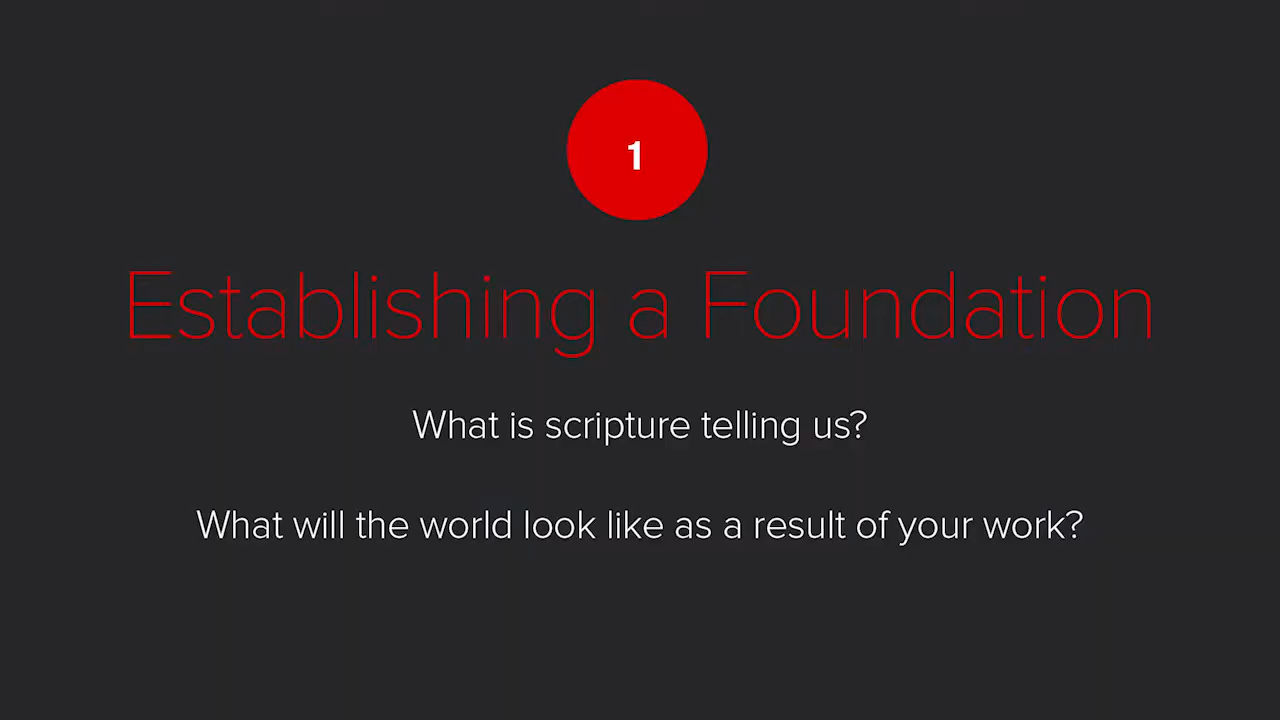 1
Establishing a Foundation
What is scripture telling us?
What will the world look like as a result of your work?